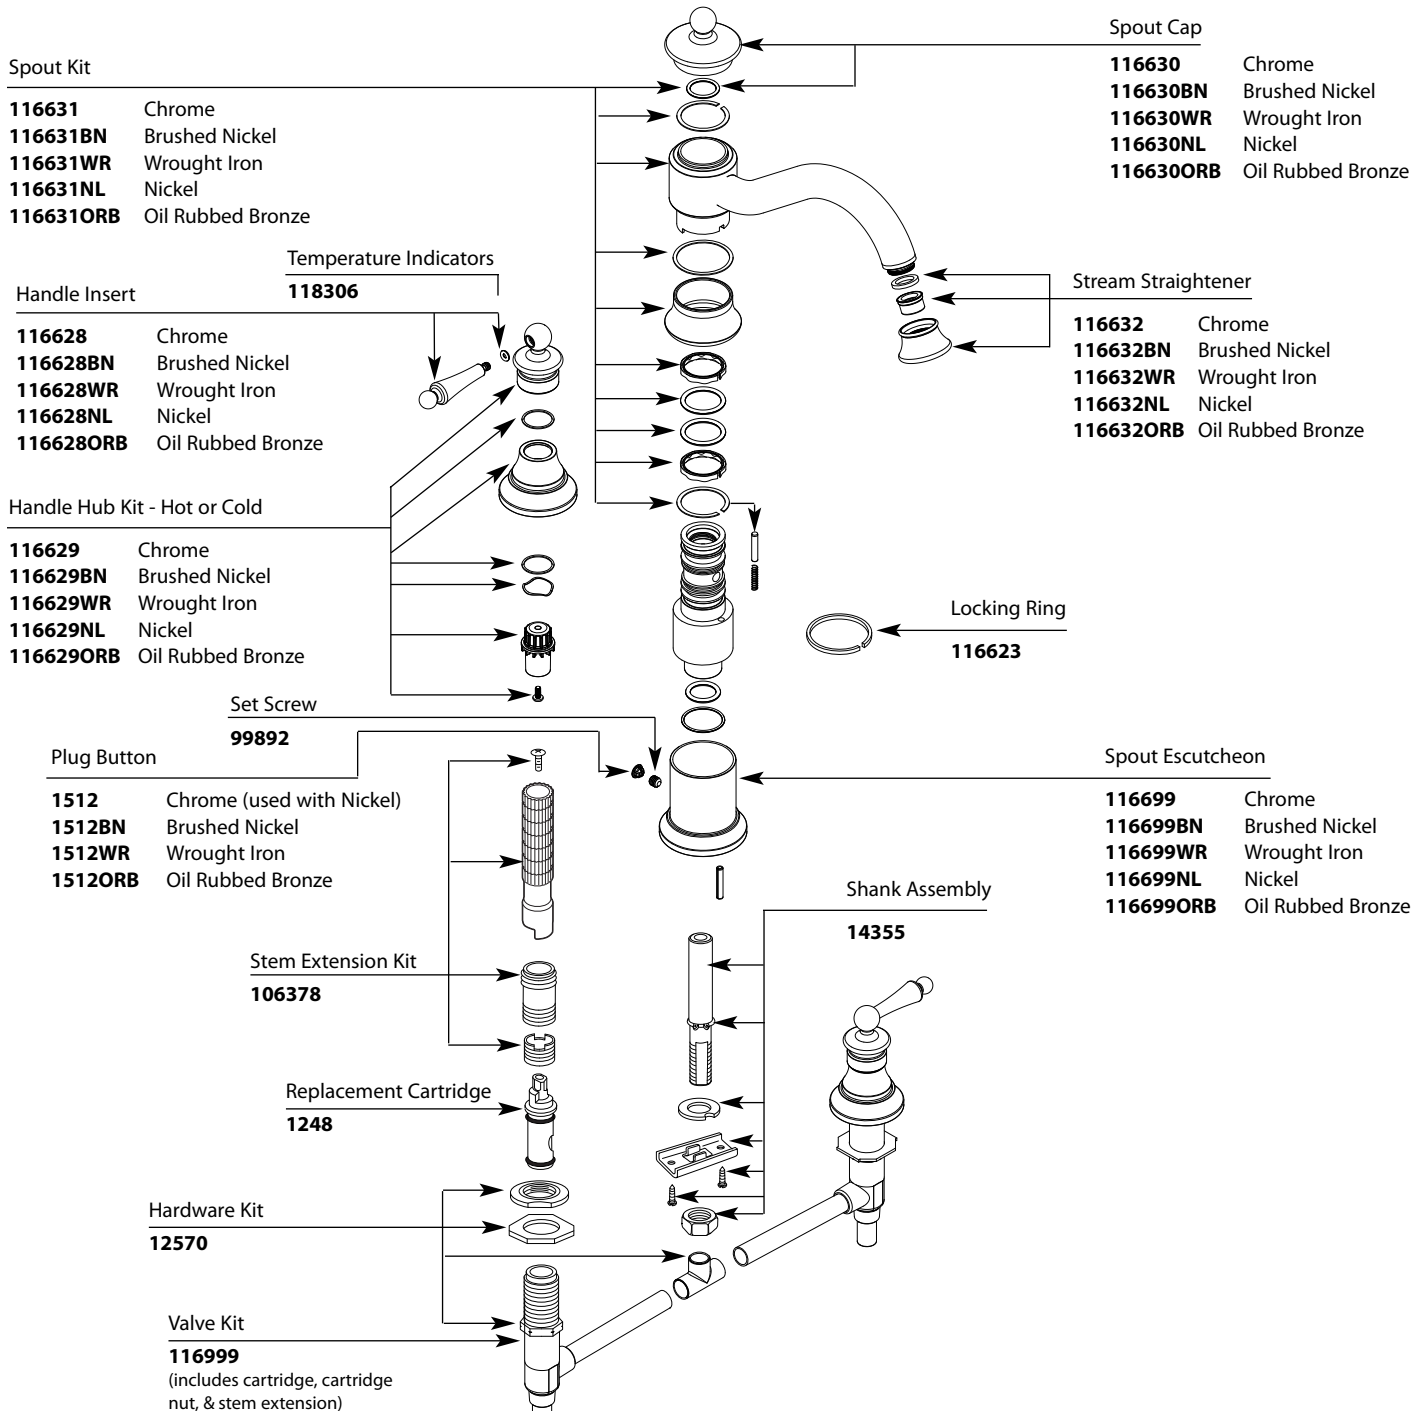 Spout Cap
116630 Chrome
116630BN Brushed Nickel
116630WR Wrought Iron
116630NL Nickel
116630ORB Oil Rubbed Bronze
Spout Kit
116631 Chrome
116631BN Brushed Nickel
116631WR Wrought Iron
116631NL Nickel
116631ORB Oil Rubbed Bronze
Temperature Indicators
118306
Handle Insert
116628 Chrome
116628BN Brushed Nickel
116628WR Wrought Iron
116628NL Nickel
116628ORB Oil Rubbed Bronze
Stream Straightener
116632 Chrome
116632BN Brushed Nickel
116632WR Wrought Iron
116632NL Nickel
116632ORB Oil Rubbed Bronze
Handle Hub Kit - Hot or Cold
116629 Chrome
116629BN Brushed Nickel
116629WR Wrought Iron
116629NL Nickel
116629ORB Oil Rubbed Bronze
Locking Ring
116623
Set Screw
99892
Plug Button
1512 Chrome (used with Nickel)
1512BN Brushed Nickel
1512WR Wrought Iron
1512ORB Oil Rubbed Bronze
Spout Escutcheon
116699 Chrome
116699BN Brushed Nickel
116699WR Wrought Iron
116699NL Nickel
116699ORB Oil Rubbed Bronze
Shank Assembly
14355
Stem Extension Kit
106378
Replacement Cartridge
1248
Hardware Kit
12570
Valve Kit
116999
(includes cartridge, cartridge
nut, & stem extension)